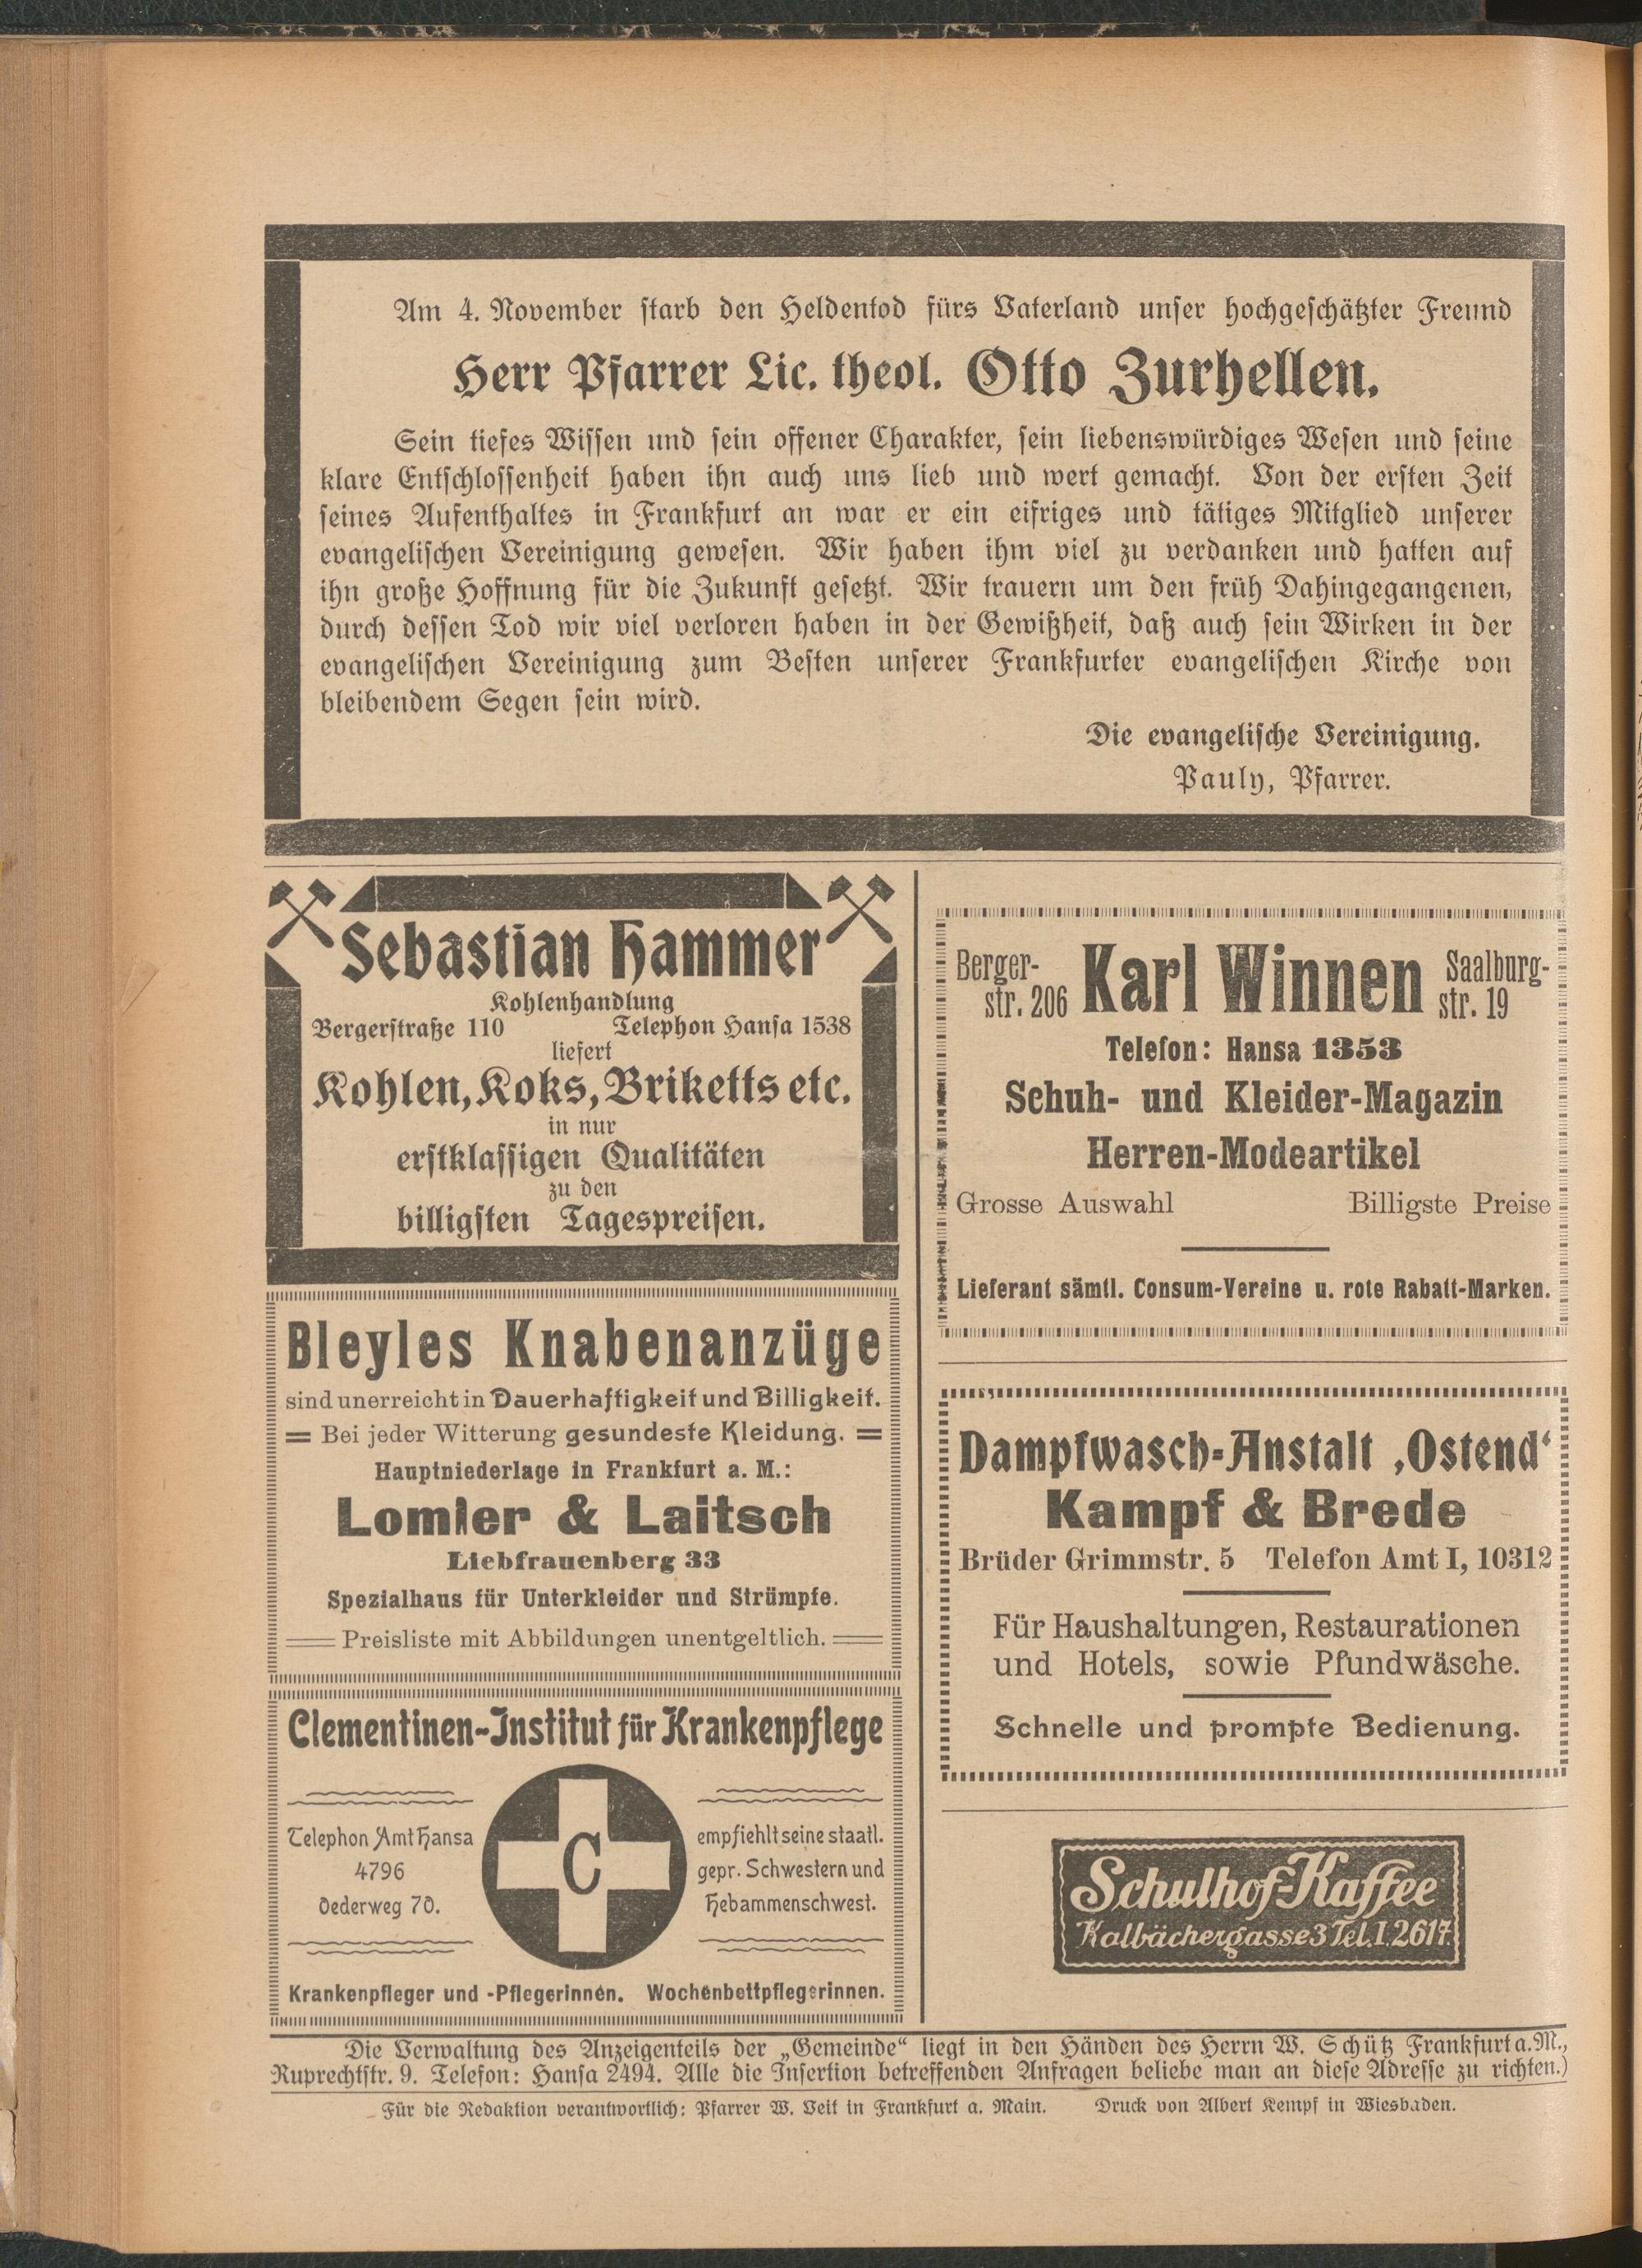 Am 4. November starb den Heldentod fürs Vaterland unser hochgeschätzter Freund
Herr Pfarrer Lic. theol. Otto Zurhellen.
Sein tiefes Wissen und sein offener Charakter, sein liebenswürdiges Wesen und seine
klare Entschlossenheit haben ihn auch uns lieb und wert gemacht. Von der ersten Zeit
seines Aufenthaltes in Frankfurt an war er ein eifriges und tätiges Mitglied unserer
evangelischen Vereinigung gewesen. Wir haben ihm viel zu verdanken und hatten auf
ihn große Hoffnung für die Zukunft gesetzt. Wir trauern um den früh Dahingegangenen,
durch dessen Tod wir viel verloren haben in der Gewißheit, daß auch sein Wirken in der
evangelischen Vereinigung zum Besten unserer Frankfurter evangelischen Kirche von
bleibendem Segen sein wird.
Die evangelische Vereinigung.
Pauly, Pfarrer.
Sebastian Hammer
Kohlenhandlung
Bergerstraße 110 Telephon Hansa 1538
liefert
Kohlen, Koks, Briketts etc.
in nur
erstklassigen Qualitäten
zu den
billigsten Tagespreisen.
Bleyles Knabenanzüge
sind unerreicht in Dauerhaftigkeit und Billigkeit.
= Bei jeder Witterung gesundeste Kleidung. =
Hauptniederlage in Frankfurt a. M.:
Lomler & Laitsch
Liebfrauenberg 33
Spezialhaus für Unterkleider und Strümpfe.
Preisliste mit Abbildungen unentgeltlich.
Clementinen-Institut für Krankenpflege
Telephon Amt Hansa
4796
Oederweg 70.
C
empfiehlt seine staatl.
gepr. Schwestern und
Hebammenschwest.
Krankenpfleger und -Pflegerinnen. Wochenbettpflegerinnen.
Berger-
str. 206
Karl Winnen
Saalburg-
str. 19
Telefon: Hansa 1353
Schuh- und Kleider-Magazin
Herren-Modeartikel
Grosse Auswahl Billigste Preise
Lieferant sämtl. Consum-Vereine u. rote Rabatt-Marken.
Dampfwasch-Anstalt ‚Ostend‘
Kampf & Brede
Brüder Grimmstr. 5 Telefon Amt I, 10312
Für Haushaltungen, Restaurationen
und Hotels, sowie Pfundwäsche.
Schnelle und prompte Bedienung.
Schulhof-Kaffee
Kalbächergasse 3 Tel. I. 2617.
Die Verwaltung des Anzeigenteils der „Gemeinde“ liegt in den Händen des Herrn W. Schütz Frankfurt a. M.,
Ruprechtstr. 9. Telefon: Hansa 2494. Alle die Insertion betreffenden Anfragen beliebe man an diese Adresse zu richten.)
Für die Redaktion verantwortlich: Pfarrer W. Veit in Frankfurt a. Main. Druck von Albert Kempf in Wiesbaden.